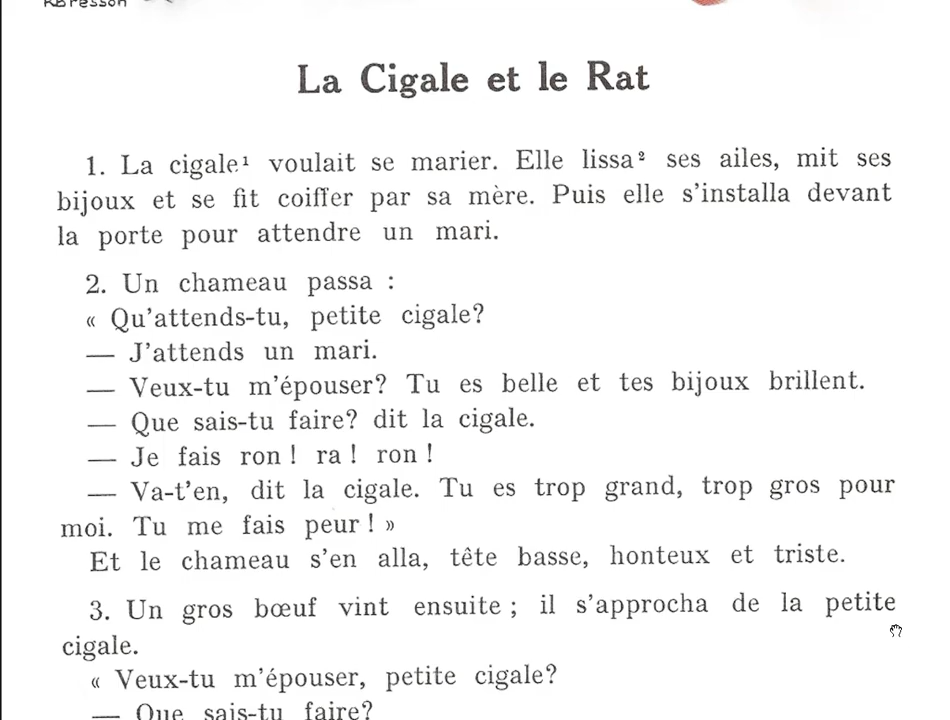 La Cigale et le Rat
1. La cigale¹ voulait se marier. Elle lissa² ses ailes, mit ses
bijoux et se fit coiffer par sa mère. Puis elle s'installa devant
la porte pour attendre un mari.
2. Un chameau passa :
« Qu'attends-tu, petite cigale?
— J'attends un mari.
— Veux-tu m'épouser? Tu es belle et tes bijoux brillent.
— Que sais-tu faire? dit la cigale.
— Je fais ron ! ra ! ron !
— Va-t'en, dit la cigale. Tu es trop grand, trop gros pour
moi. Tu me fais peur ! »
Et le chameau s'en alla, tête basse, honteux et triste.
3. Un gros bœuf vint ensuite ; il s'approcha de la petite
cigale.
« Veux-tu m'épouser, petite cigale?
— Que sais-tu faire?